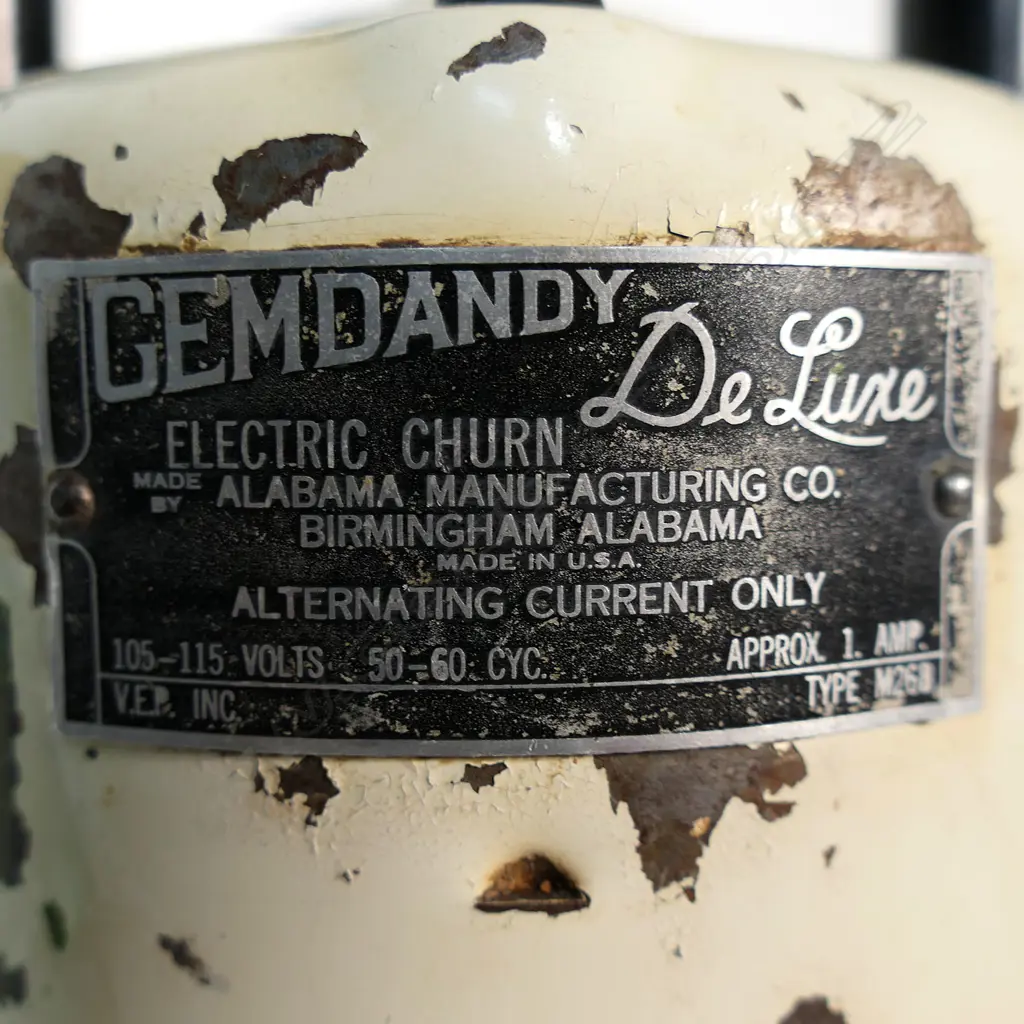 GEMDANDY
De Luxe
ELECTRIC CHURN
MADE BY ALABAMA MANUFACTURING CO.
BIRMINGHAM ALABAMA
MADE IN U.S.A.
ALTERNATING CURRENT ONLY
105-115 VOLTS 50-60 CYC. APPROX. 1. AMP.
V.E.P. INC. TYPE